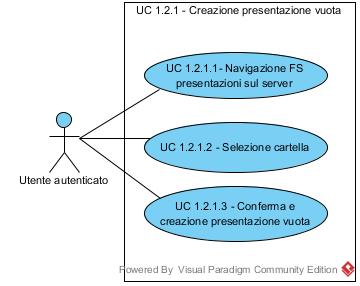 UC 1.2.1 - Creazione presentazione vuota
UC 1.2.1.1- Navigazione FS
presentazioni sul server
UC 1.2.1.2 - Selezione cartella
Utente autenticato
UC 1.2.1.3 - Conferma e
creazione presentazione vuota
Powered By Visual Paradigm Community Edition